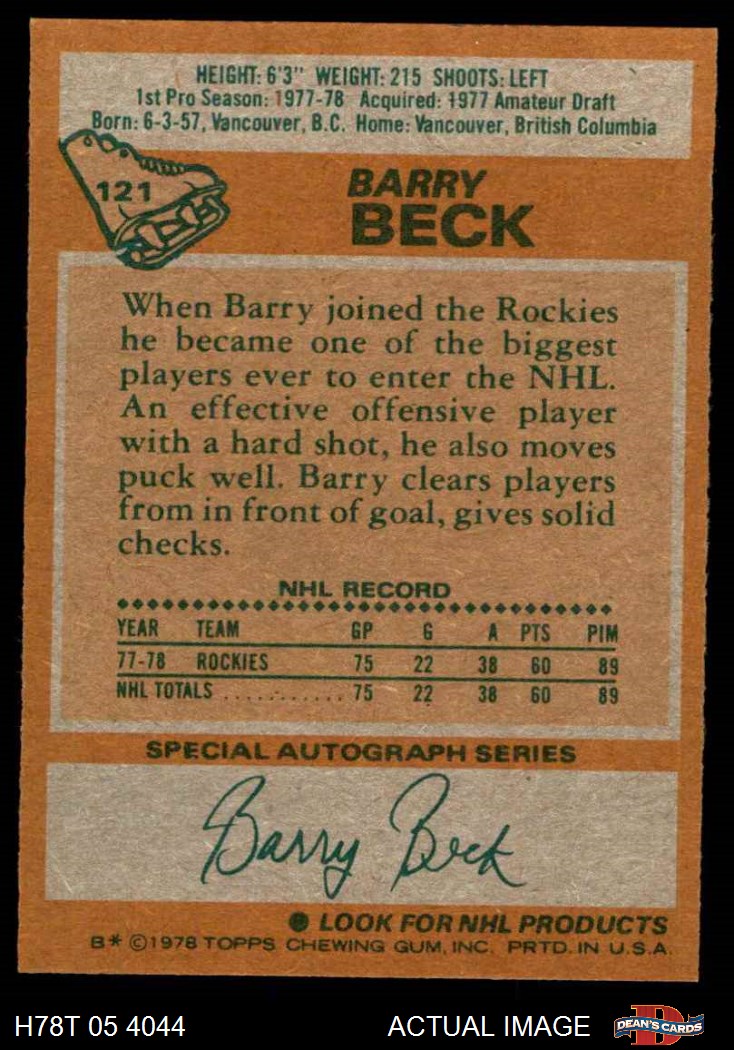 HEIGHT: 6'3" WEIGHT: 215 SHOOTS: LEFT
1st Pro Season: 1977-78 Acquired: 1977 Amateur Draft
Born: 6-3-57, Vancouver, B.C. Home: Vancouver, British Columbia
121
BARRY
BECK
When Barry joined the Rockies
he became one of the biggest
players ever to enter the NHL.
An effective offensive player
with a hard shot, he also moves
puck well. Barry clears players
from in front of goal, gives solid
checks.
NHL RECORD
YEAR TEAM GP G A PTS PIM
77-78 ROCKIES 75 22 38 60 89
NHL TOTALS ........... 75 22 38 60 89
SPECIAL AUTOGRAPH SERIES
Barry Beck
● LOOK FOR NHL PRODUCTS
B* ©1978 TOPPS CHEWING GUM, INC. PRTD. IN U.S.A.
H78T 05 4044 ACTUAL IMAGE D DEAN'S CARDS